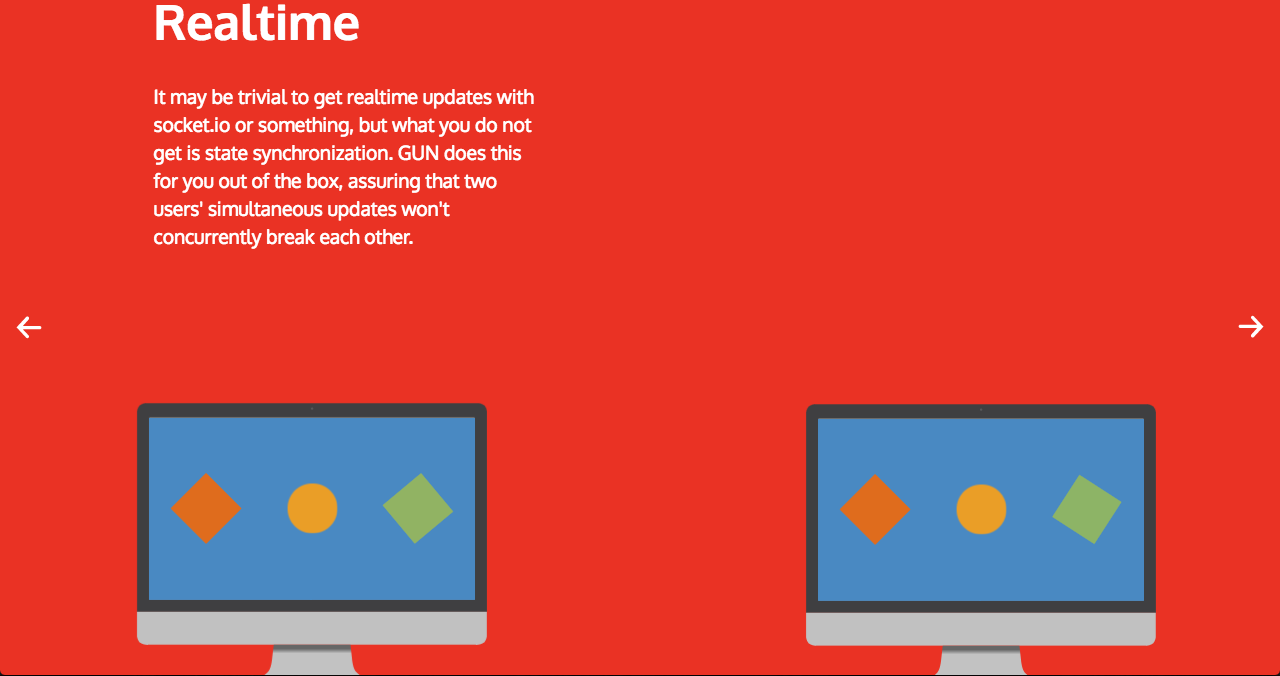 Realtime
It may be trivial to get realtime updates with
socket.io or something, but what you do not
get is state synchronization. GUN does this
for you out of the box, assuring that two
users' simultaneous updates won't
concurrently break each other.